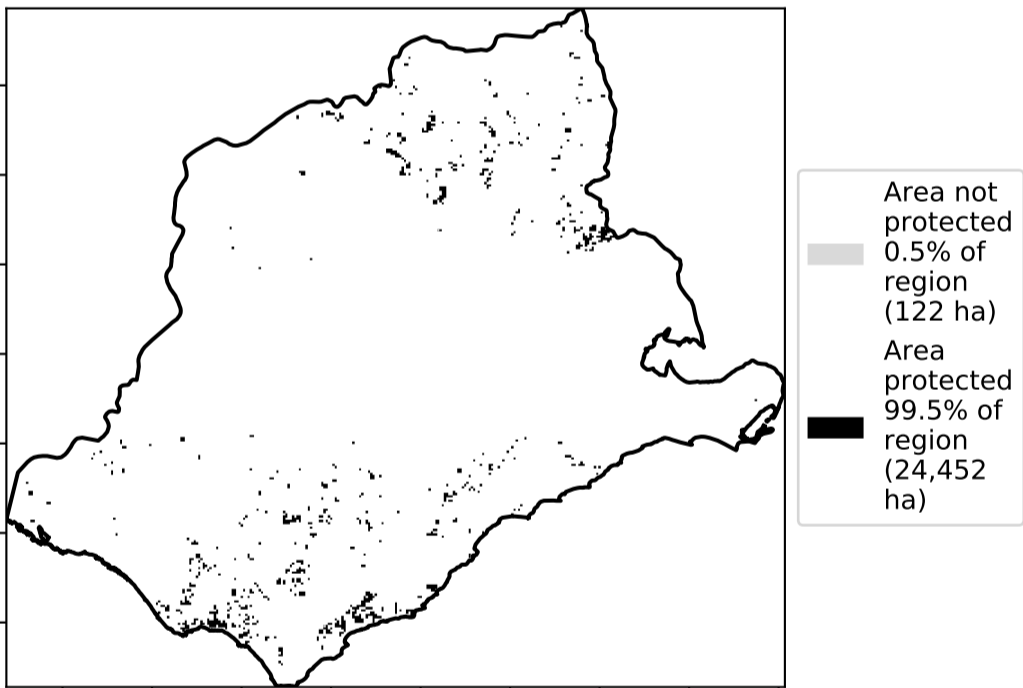 Area not
protected
0.5% of
region
(122 ha)
Area
protected
99.5% of
region
(24,452
ha)